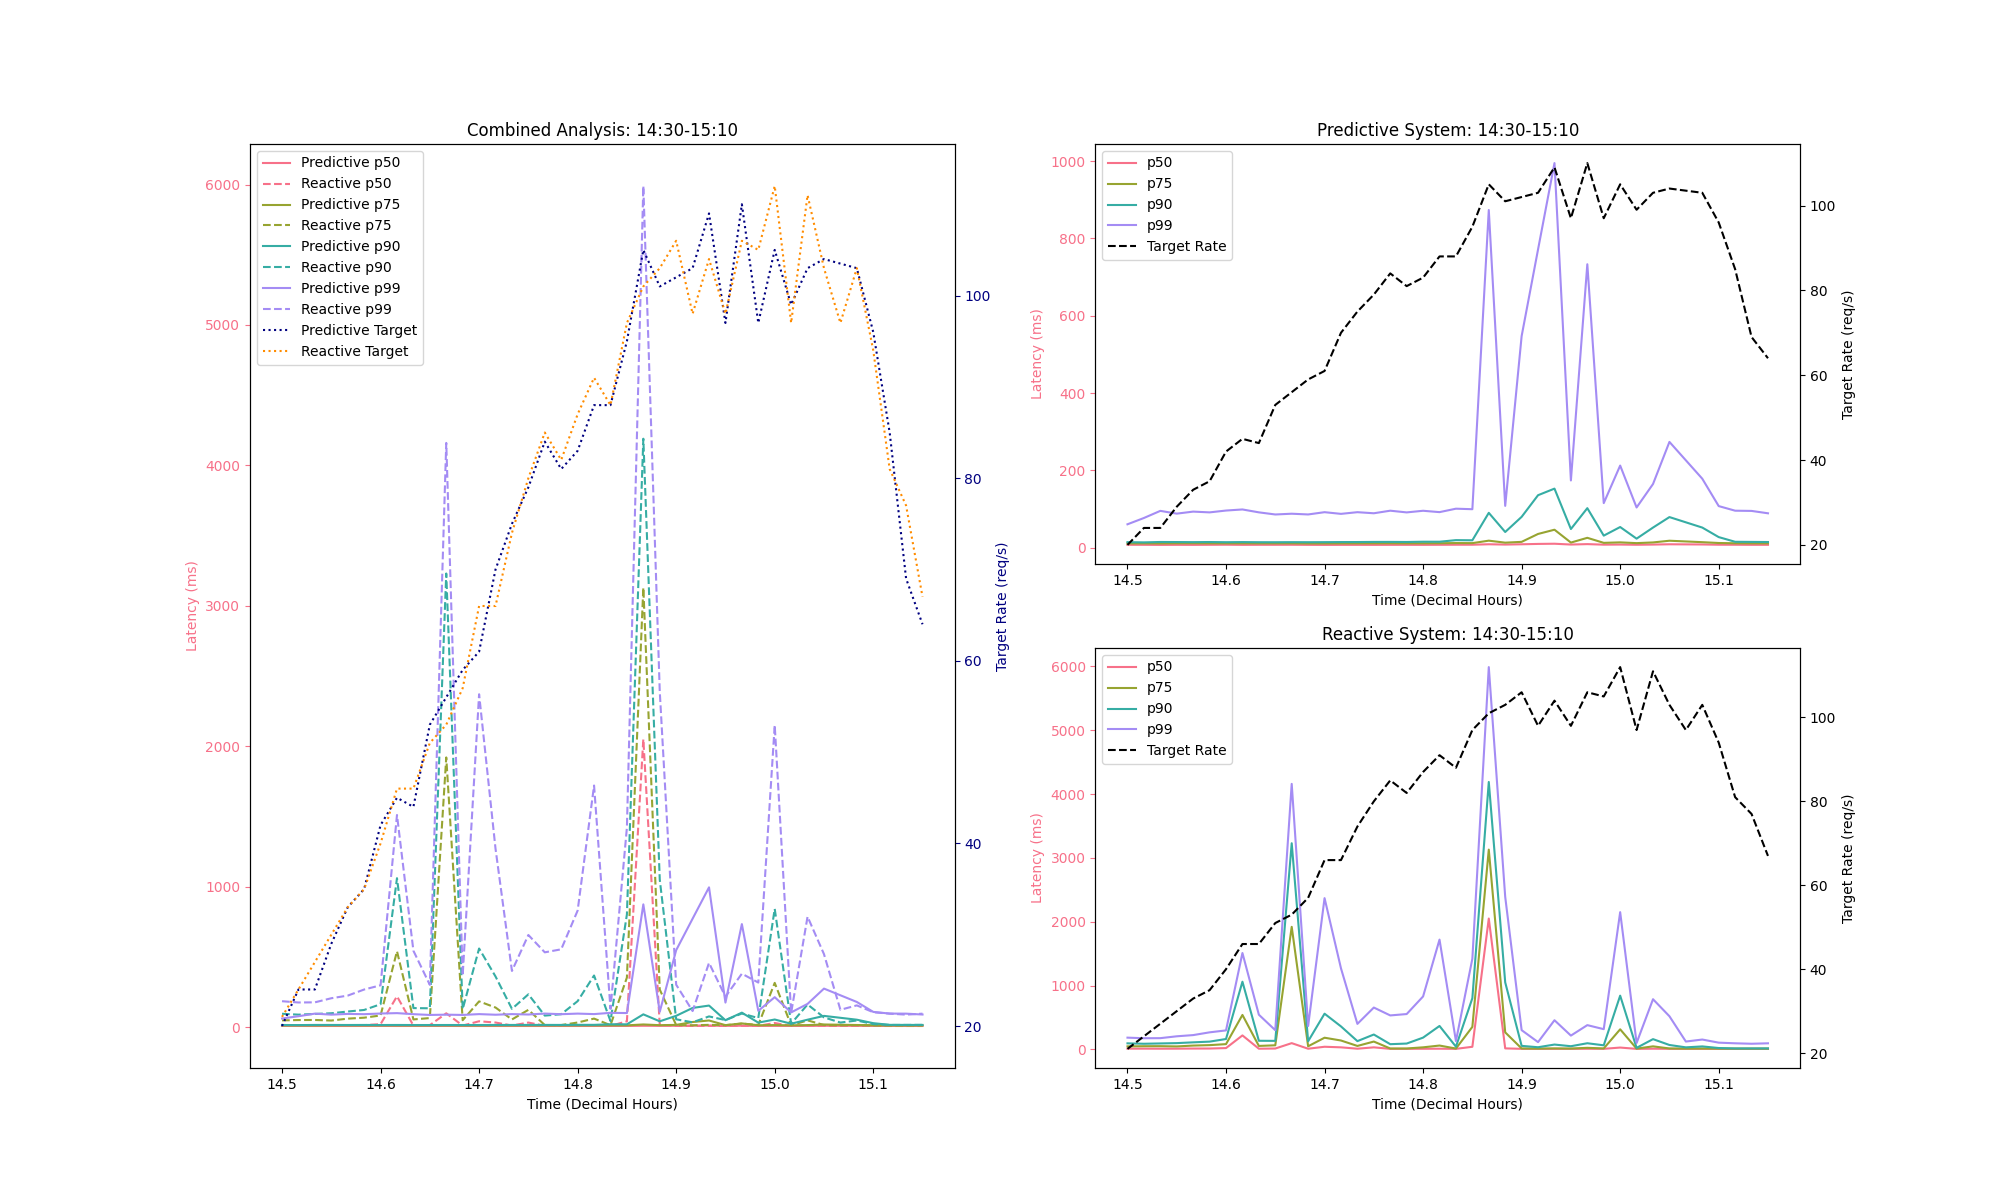 Combined Analysis: 14:30-15:10
Predictive p50
Reactive p50
Predictive p75
Reactive p75
Predictive p90
Reactive p90
Predictive p99
Reactive p99
Predictive Target
Reactive Target
6000
5000
4000
3000
2000
1000
0
Latency (ms)
100
80
60
40
20
Target Rate (req/s)
14.5 14.6 14.7 14.8 14.9 15.0 15.1
Time (Decimal Hours)
Predictive System: 14:30-15:10
p50
p75
p90
p99
Target Rate
1000
800
600
400
200
0
Latency (ms)
100
80
60
40
20
Target Rate (req/s)
14.5 14.6 14.7 14.8 14.9 15.0 15.1
Time (Decimal Hours)
Reactive System: 14:30-15:10
p50
p75
p90
p99
Target Rate
6000
5000
4000
3000
2000
1000
0
Latency (ms)
100
80
60
40
20
Target Rate (req/s)
14.5 14.6 14.7 14.8 14.9 15.0 15.1
Time (Decimal Hours)